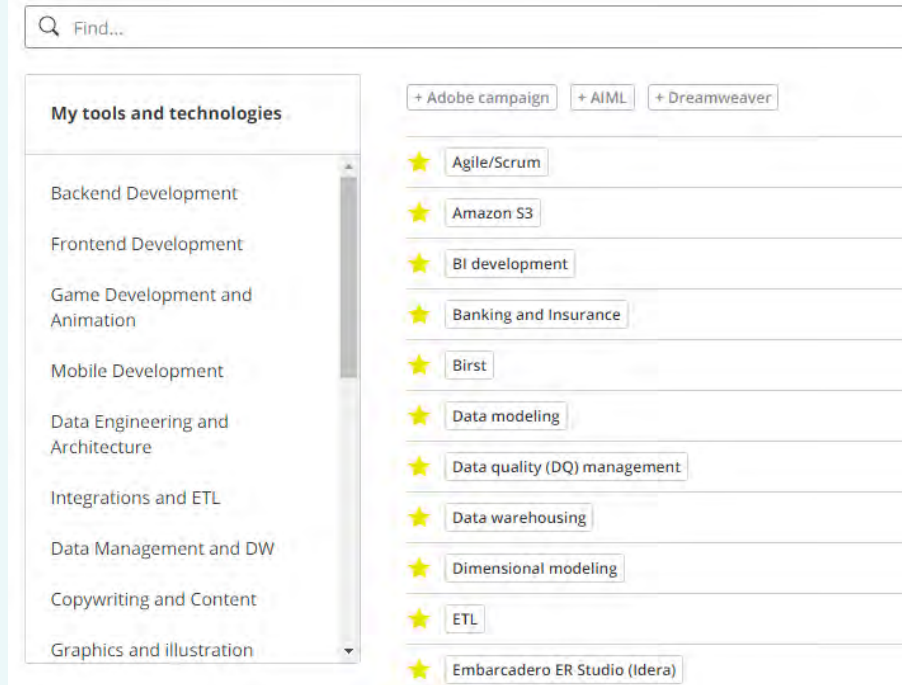 Find...
My tools and technologies
Backend Development
Frontend Development
Game Development and
Animation
Mobile Development
Data Engineering and
Architecture
Integrations and ETL
Data Management and DW
Copywriting and Content
Graphics and illustration
+ Adobe campaign
+ AIML
+ Dreamweaver
Agile/Scrum
Amazon S3
BI development
Banking and Insurance
Birst
Data modeling
Data quality (DQ) management
Data warehousing
Dimensional modeling
ETL
Embarcadero ER Studio (Idera)